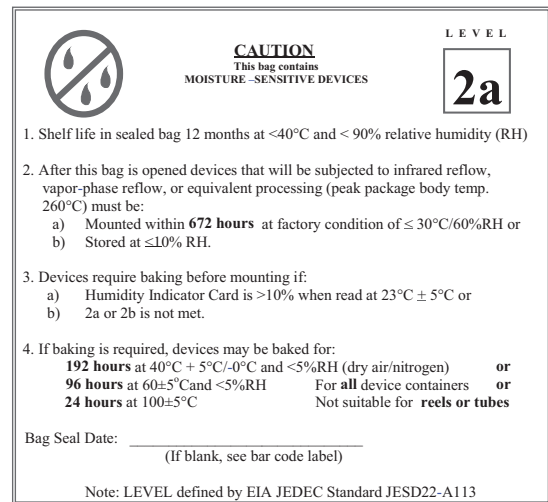 LEVEL
2a
CAUTION
This bag contains
MOISTURE –SENSITIVE DEVICES
1. Shelf life in sealed bag 12 months at <40°C and < 90% relative humidity (RH)
2. After this bag is opened devices that will be subjected to infrared reflow,
vapor-phase reflow, or equivalent processing (peak package body temp.
260°C) must be:
a) Mounted within 672 hours at factory condition of ≤ 30°C/60%RH or
b) Stored at ≤10% RH.
3. Devices require baking before mounting if:
a) Humidity Indicator Card is >10% when read at 23°C ± 5°C or
b) 2a or 2b is not met.
4. If baking is required, devices may be baked for:
192 hours at 40°C + 5°C/-0°C and <5%RH (dry air/nitrogen) or
96 hours at 60±5°Cand <5%RH For all device containers or
24 hours at 100±5°C Not suitable for reels or tubes
Bag Seal Date: ______________________________
(If blank, see bar code label)
Note: LEVEL defined by EIA JEDEC Standard JESD22-A113